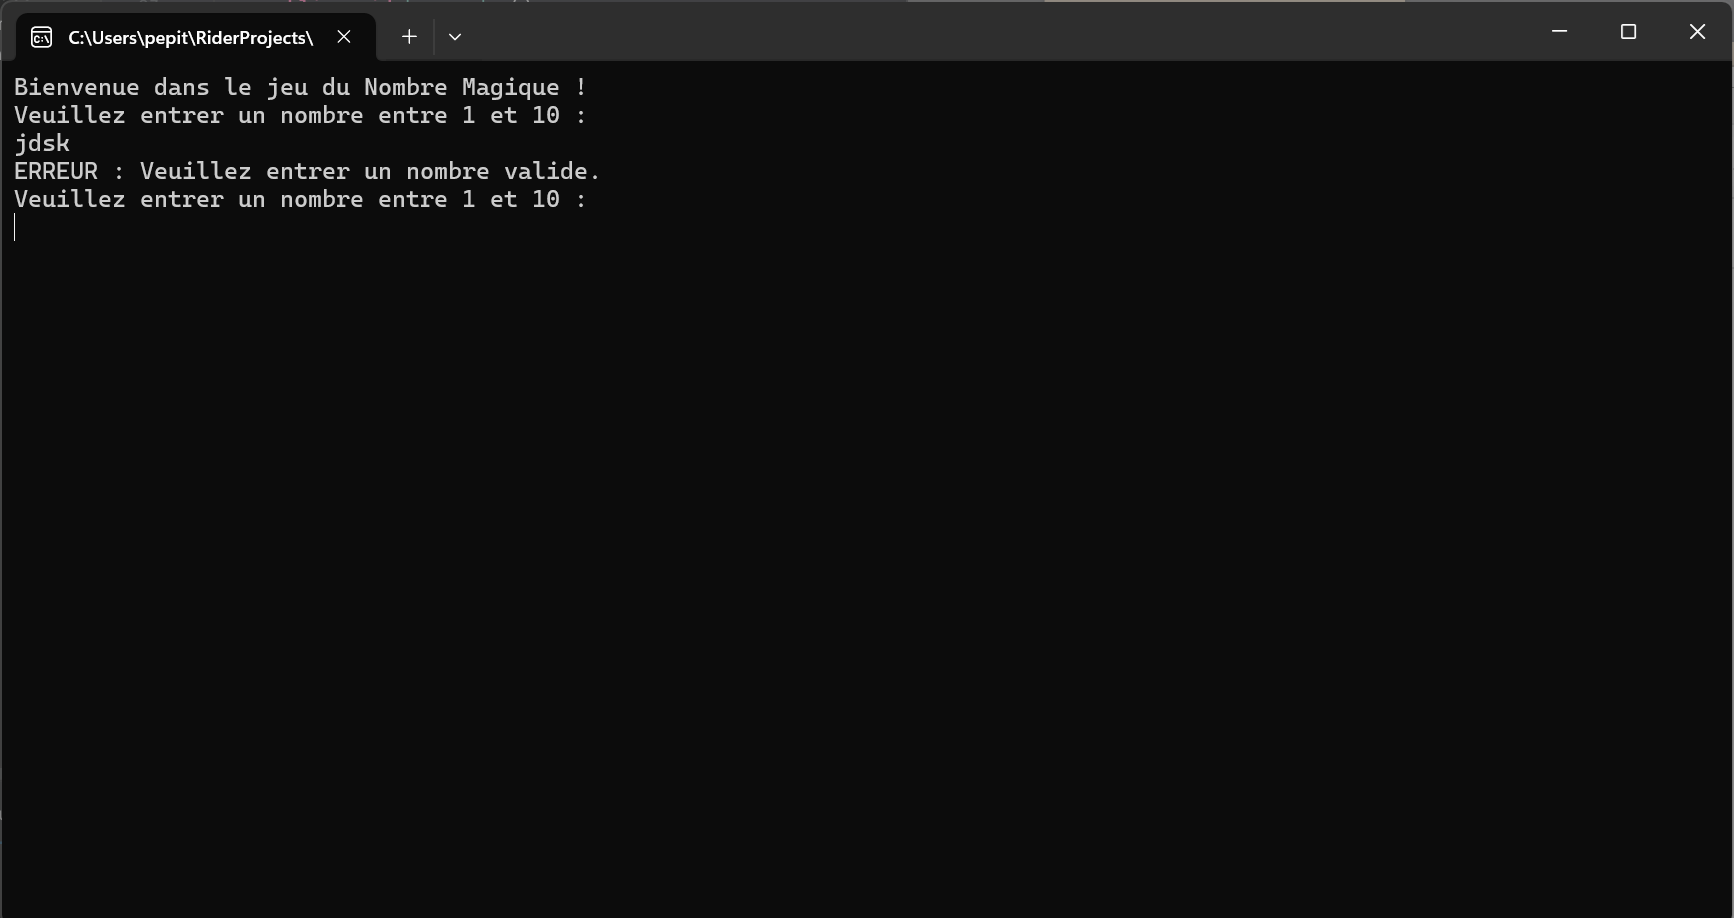 C:\Users\pepit\RiderProjects\
Bienvenue dans le jeu du Nombre Magique !
Veuillez entrer un nombre entre 1 et 10 :
jdsk
ERREUR : Veuillez entrer un nombre valide.
Veuillez entrer un nombre entre 1 et 10 :